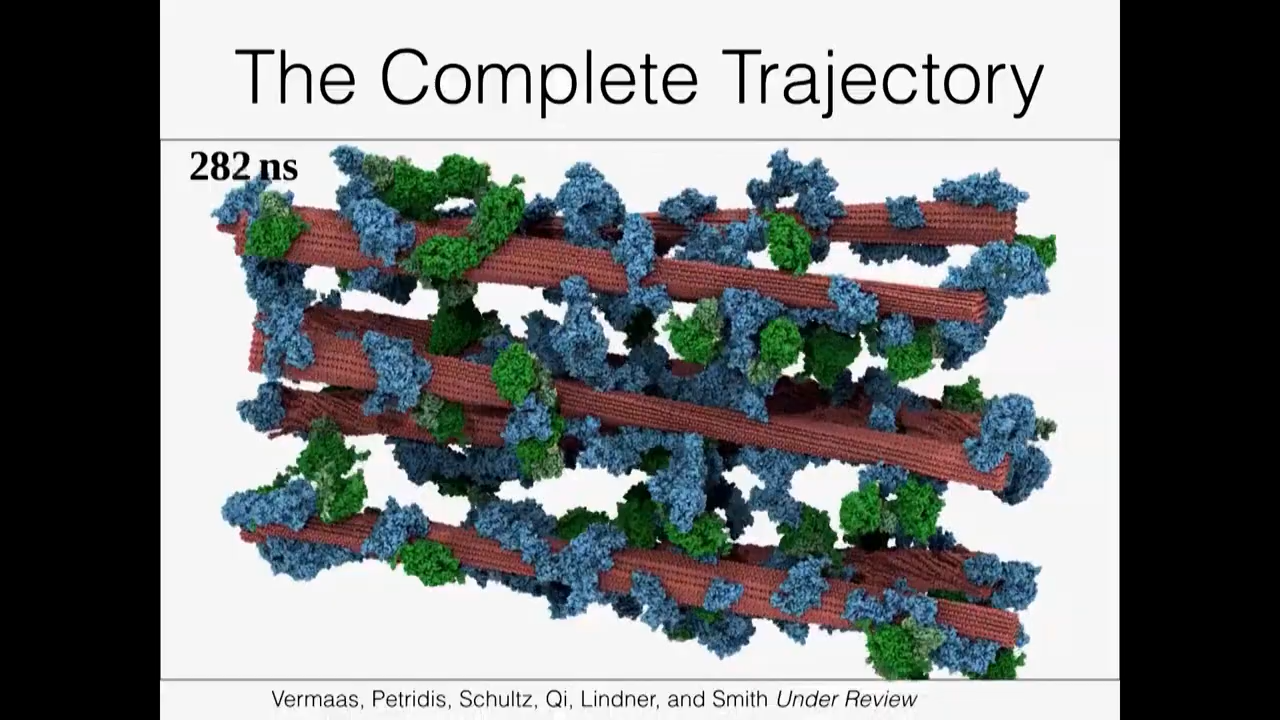 The Complete Trajectory
282 ns
Vermaas, Petridis, Schultz, Qi, Lindner, and Smith Under Review